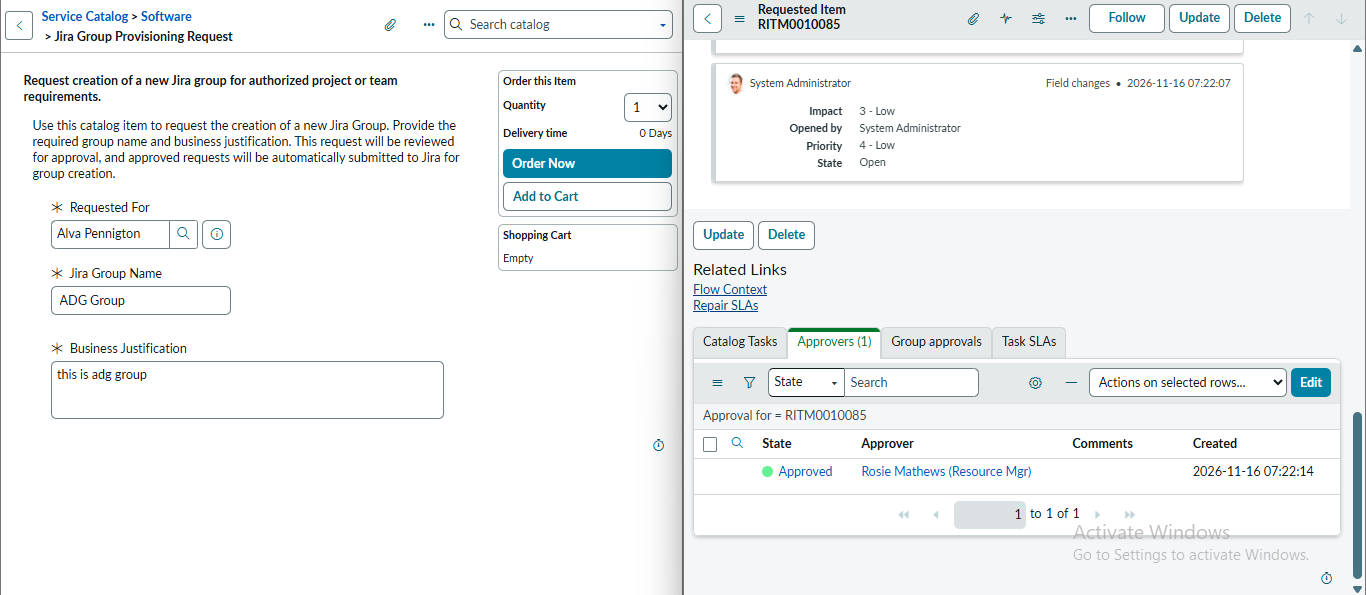 Service Catalog > Software
> Jira Group Provisioning Request
Search catalog
Request creation of a new Jira group for authorized project or team
requirements.
Use this catalog item to request the creation of a new Jira Group. Provide the
required group name and business justification. This request will be reviewed
for approval, and approved requests will be automatically submitted to Jira for
group creation.
Requested For
Alva Pennigton
Jira Group Name
ADG Group
Business Justification
this is adg group
Order this Item
Quantity
1
Delivery time 0 Days
Order Now
Add to Cart
Shopping Cart
Empty
Requested Item
RITM0010085
Follow Update Delete
System Administrator Field changes • 2026-11-16 07:22:07
Impact 3 - Low
Opened by System Administrator
Priority 4 - Low
State Open
Update Delete
Related Links
Flow Context
Repair SLAs
Catalog Tasks Approvers (1) Group approvals Task SLAs
State Search Actions on selected rows... Edit
Approval for = RITM0010085
State Approver Comments Created
Approved Rosie Mathews (Resource Mgr) 2026-11-16 07:22:14
1 to 1 of 1
Activate Windows
Go to Settings to activate Windows.